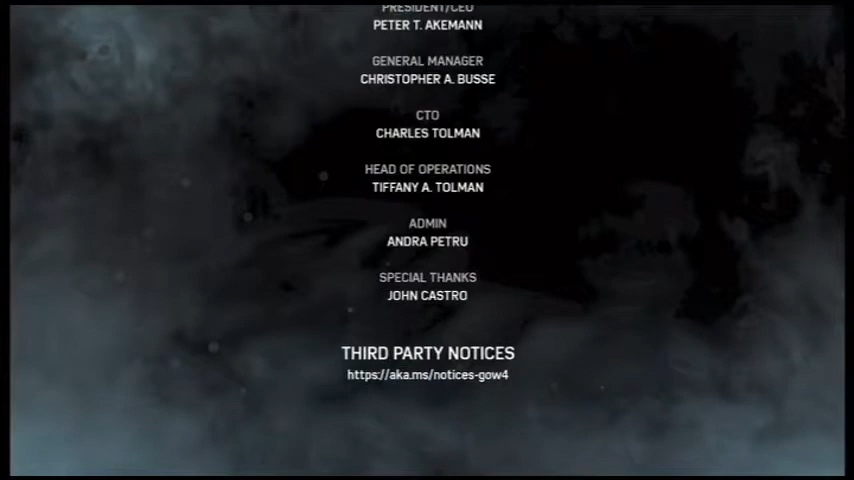 PRESIDENT/CEO
PETER T. AKEMANN
GENERAL MANAGER
CHRISTOPHER A. BUSSE
CTO
CHARLES TOLMAN
HEAD OF OPERATIONS
TIFFANY A. TOLMAN
ADMIN
ANDRA PETRU
SPECIAL THANKS
JOHN CASTRO
THIRD PARTY NOTICES
https://aka.ms/notices-gow4